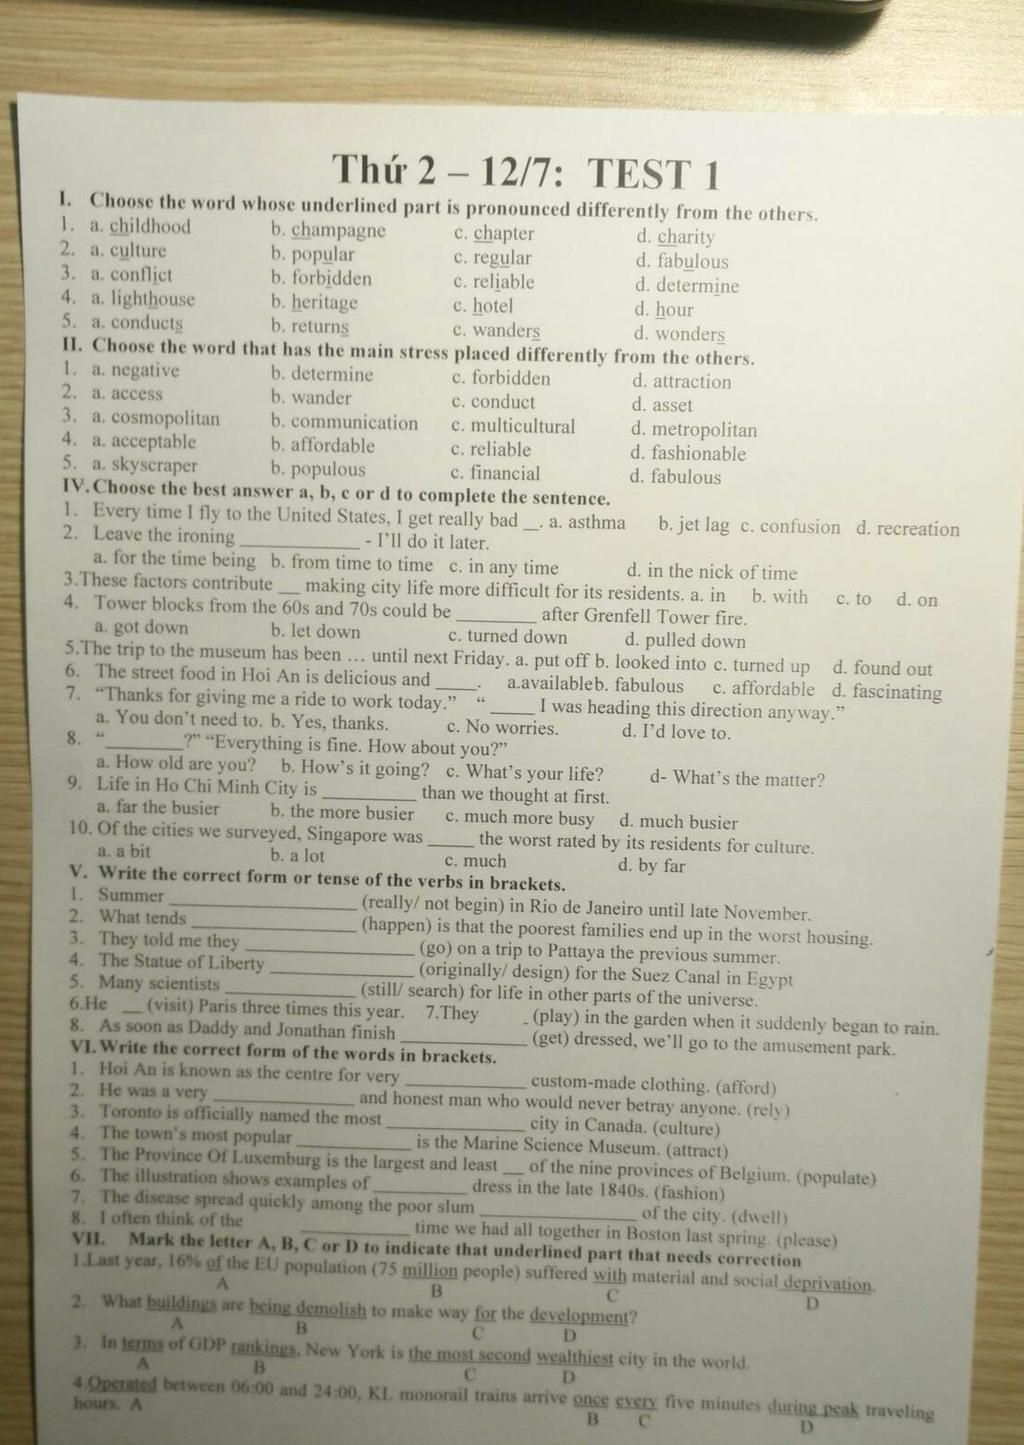 Thứ 2 – 12/7: TEST 1
I. Choose the word whose underlined part is pronounced differently from the others.
1. a. childhood b. champagne c. chapter d. charity
2. a. culture b. popular c. regular d. fabulous
3. a. conflict b. forbidden c. reliable d. determine
4. a. lighthouse b. heritage c. hotel d. hour
5. a. conducts b. returns c. wanders d. wonders
II. Choose the word that has the main stress placed differently from the others.
1. a. negative b. determine c. forbidden d. attraction
2. a. access b. wander c. conduct d. asset
3. a. cosmopolitan b. communication c. multicultural d. metropolitan
4. a. acceptable b. affordable c. reliable d. fashionable
5. a. skyscraper b. populous c. financial d. fabulous
IV. Choose the best answer a, b, c or d to complete the sentence.
1. Every time I fly to the United States, I get really bad __. a. asthma b. jet lag c. confusion d. recreation
2. Leave the ironing ____________ - I'll do it later.
a. for the time being b. from time to time c. in any time d. in the nick of time
3.These factors contribute __ making city life more difficult for its residents. a. in b. with c. to d. on
4. Tower blocks from the 60s and 70s could be ________ after Grenfell Tower fire.
a. got down b. let down c. turned down d. pulled down
5.The trip to the museum has been … until next Friday. a. put off b. looked into c. turned up d. found out
6. The street food in Hoi An is delicious and ____. a.available b. fabulous c. affordable d. fascinating
7. "Thanks for giving me a ride to work today." " ____ I was heading this direction anyway."
a. You don't need to. b. Yes, thanks. c. No worries. d. I'd love to.
8. "________?" "Everything is fine. How about you?"
a. How old are you? b. How's it going? c. What's your life? d- What's the matter?
9. Life in Ho Chi Minh City is _________ than we thought at first.
a. far the busier b. the more busier c. much more busy d. much busier
10. Of the cities we surveyed, Singapore was ____ the worst rated by its residents for culture.
a. a bit b. a lot c. much d. by far
V. Write the correct form or tense of the verbs in brackets.
1. Summer ___________________ (really/ not begin) in Rio de Janeiro until late November.
2. What tends _________________ (happen) is that the poorest families end up in the worst housing.
3. They told me they _________________ (go) on a trip to Pattaya the previous summer.
4. The Statue of Liberty ______________ (originally/ design) for the Suez Canal in Egypt
5. Many scientists _____________ (still/ search) for life in other parts of the universe.
6.He __ (visit) Paris three times this year. 7.They _ (play) in the garden when it suddenly began to rain.
8. As soon as Daddy and Jonathan finish _____________ (get) dressed, we'll go to the amusement park.
VI. Write the correct form of the words in brackets.
1. Hoi An is known as the centre for very ____________ custom-made clothing. (afford)
2. He was a very ______________ and honest man who would never betray anyone. (rely)
3. Toronto is officially named the most ______________ city in Canada. (culture)
4. The town's most popular ___________ is the Marine Science Museum. (attract)
5. The Province Of Luxemburg is the largest and least __ of the nine provinces of Belgium. (populate)
6. The illustration shows examples of _________ dress in the late 1840s. (fashion)
7. The disease spread quickly among the poor slum ________________ of the city. (dwell)
8. I often think of the ___________ time we had all together in Boston last spring. (please)
VII. Mark the letter A, B, C or D to indicate that underlined part that needs correction
1.Last year, 16% of the EU population (75 million people) suffered with material and social deprivation.
A B C D
2. What buildings are being demolish to make way for the development?
A B C D
3. In terms of GDP rankings, New York is the most second wealthiest city in the world.
A B C D
4.Operated between 06:00 and 24:00, KL monorail trains arrive once every five minutes during peak traveling
hours. A B C D